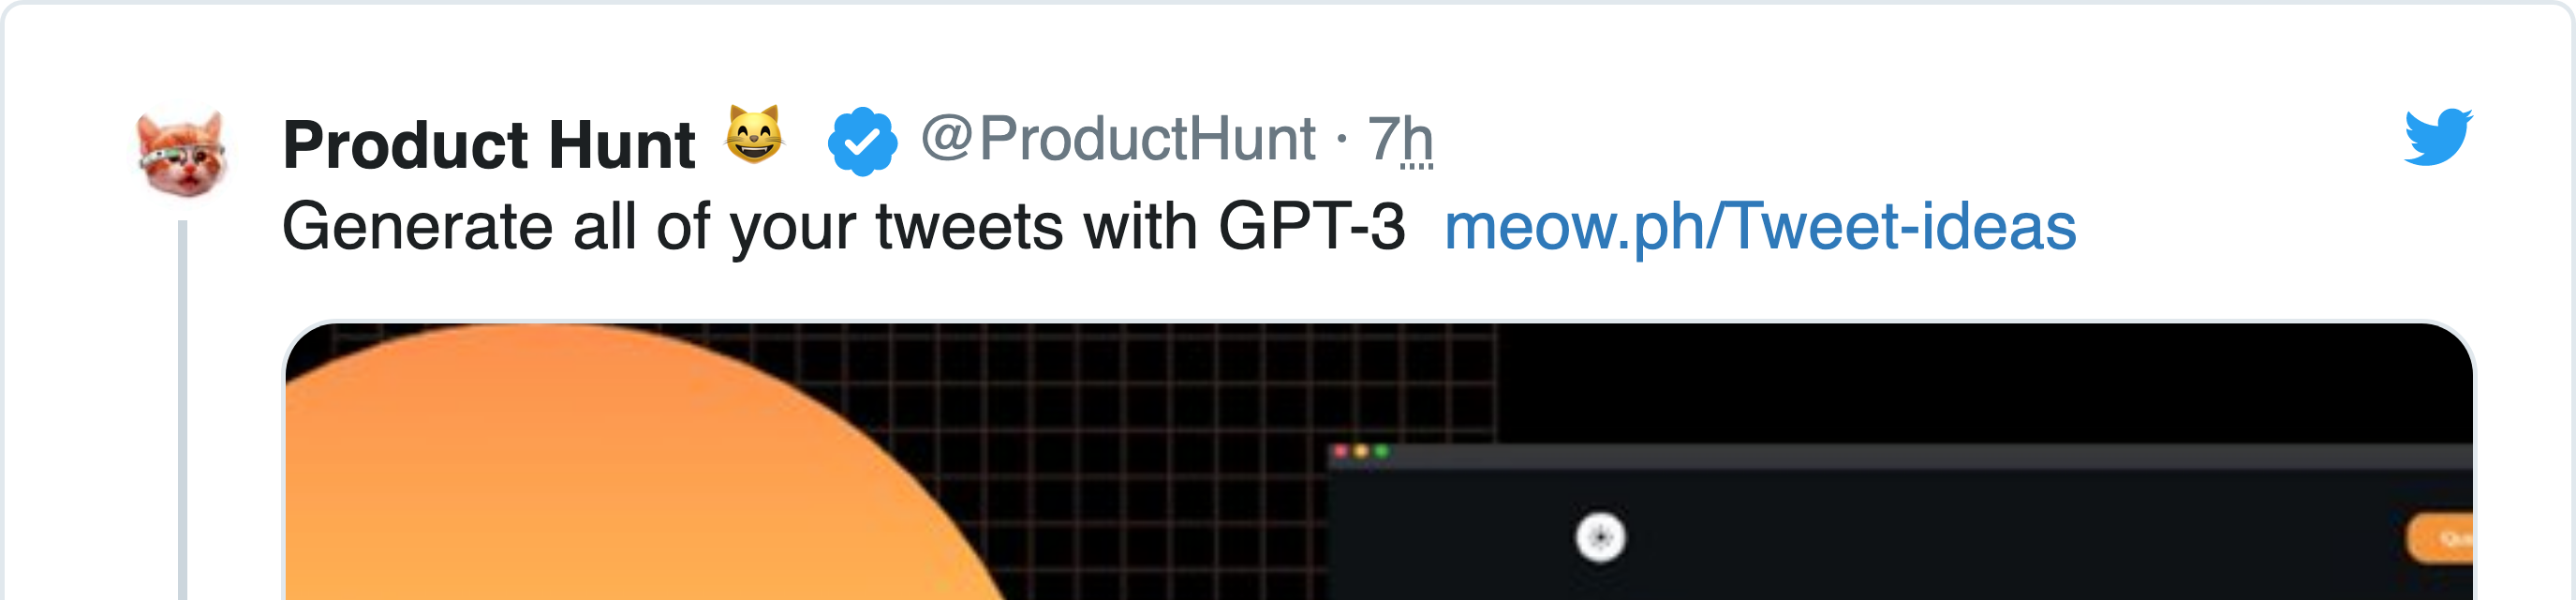 Product Hunt 😸 @ProductHunt · 7h
Generate all of your tweets with GPT-3 meow.ph/Tweet-ideas